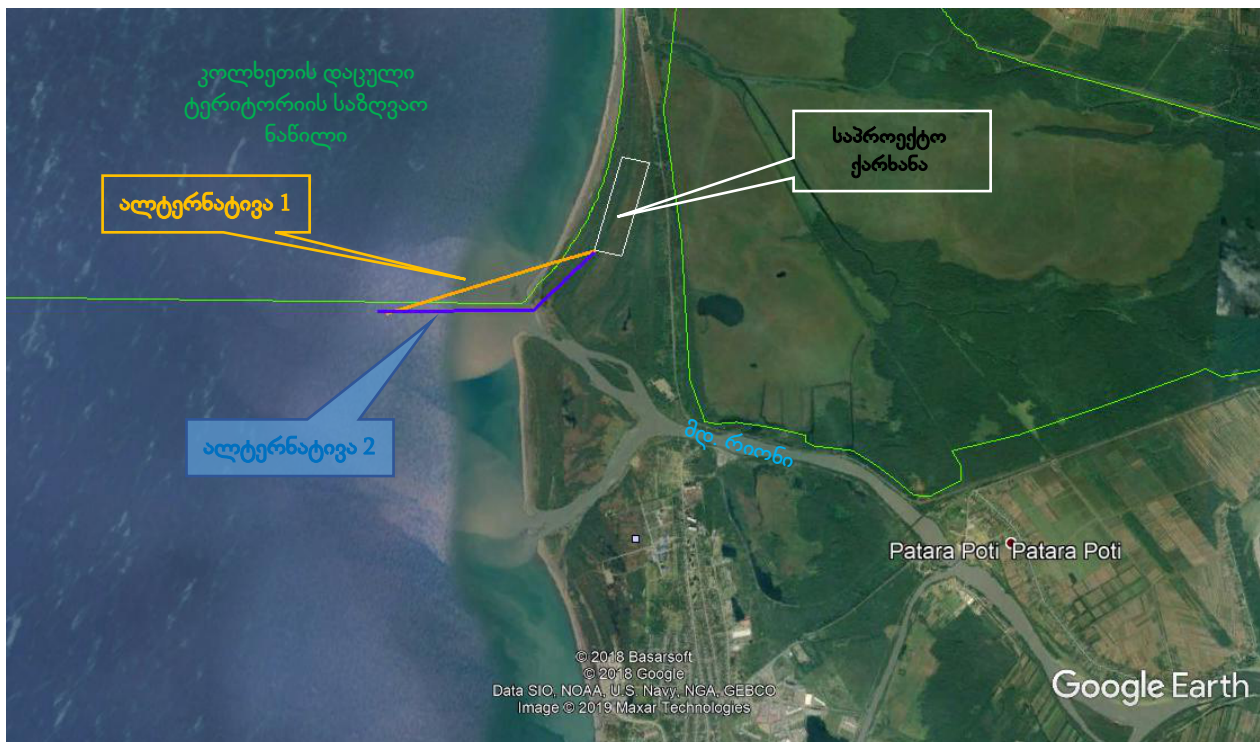 კოლხეთის დაცული
ტერიტორიის საზღვაო
ნაწილი
საპროექტო
ქარხანა
ალტერნატივა 1
ალტერნატივა 2
მდ. რიონი
Patara Poti Patara Poti
© 2018 Basarsoft
© 2018 Google
Data SIO, NOAA, U.S. Navy, NGA, GEBCO
Image © 2019 Maxar Technologies
Google Earth